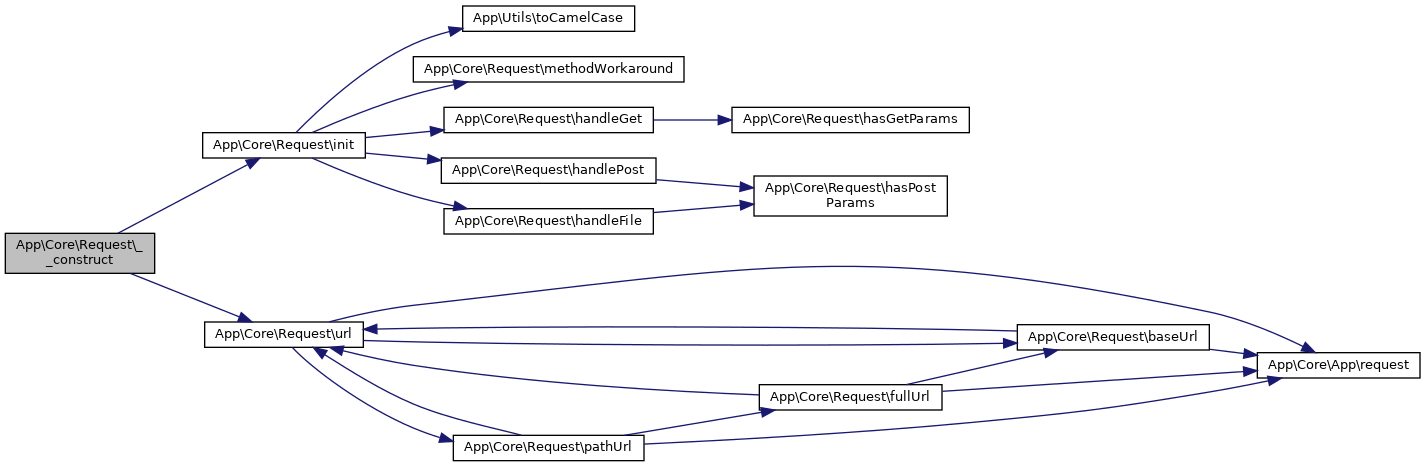 App\Utils\toCamelCase
App\Core\Request\methodWorkaround
App\Core\Request\handleGet
App\Core\Request\hasGetParams
App\Core\Request\init
App\Core\Request\handlePost
App\Core\Request\hasPost
Params
App\Core\Request\handleFile
App\Core\Request\_
_construct
App\Core\Request\url
App\Core\Request\baseUrl
App\Core\App\request
App\Core\Request\fullUrl
App\Core\Request\pathUrl